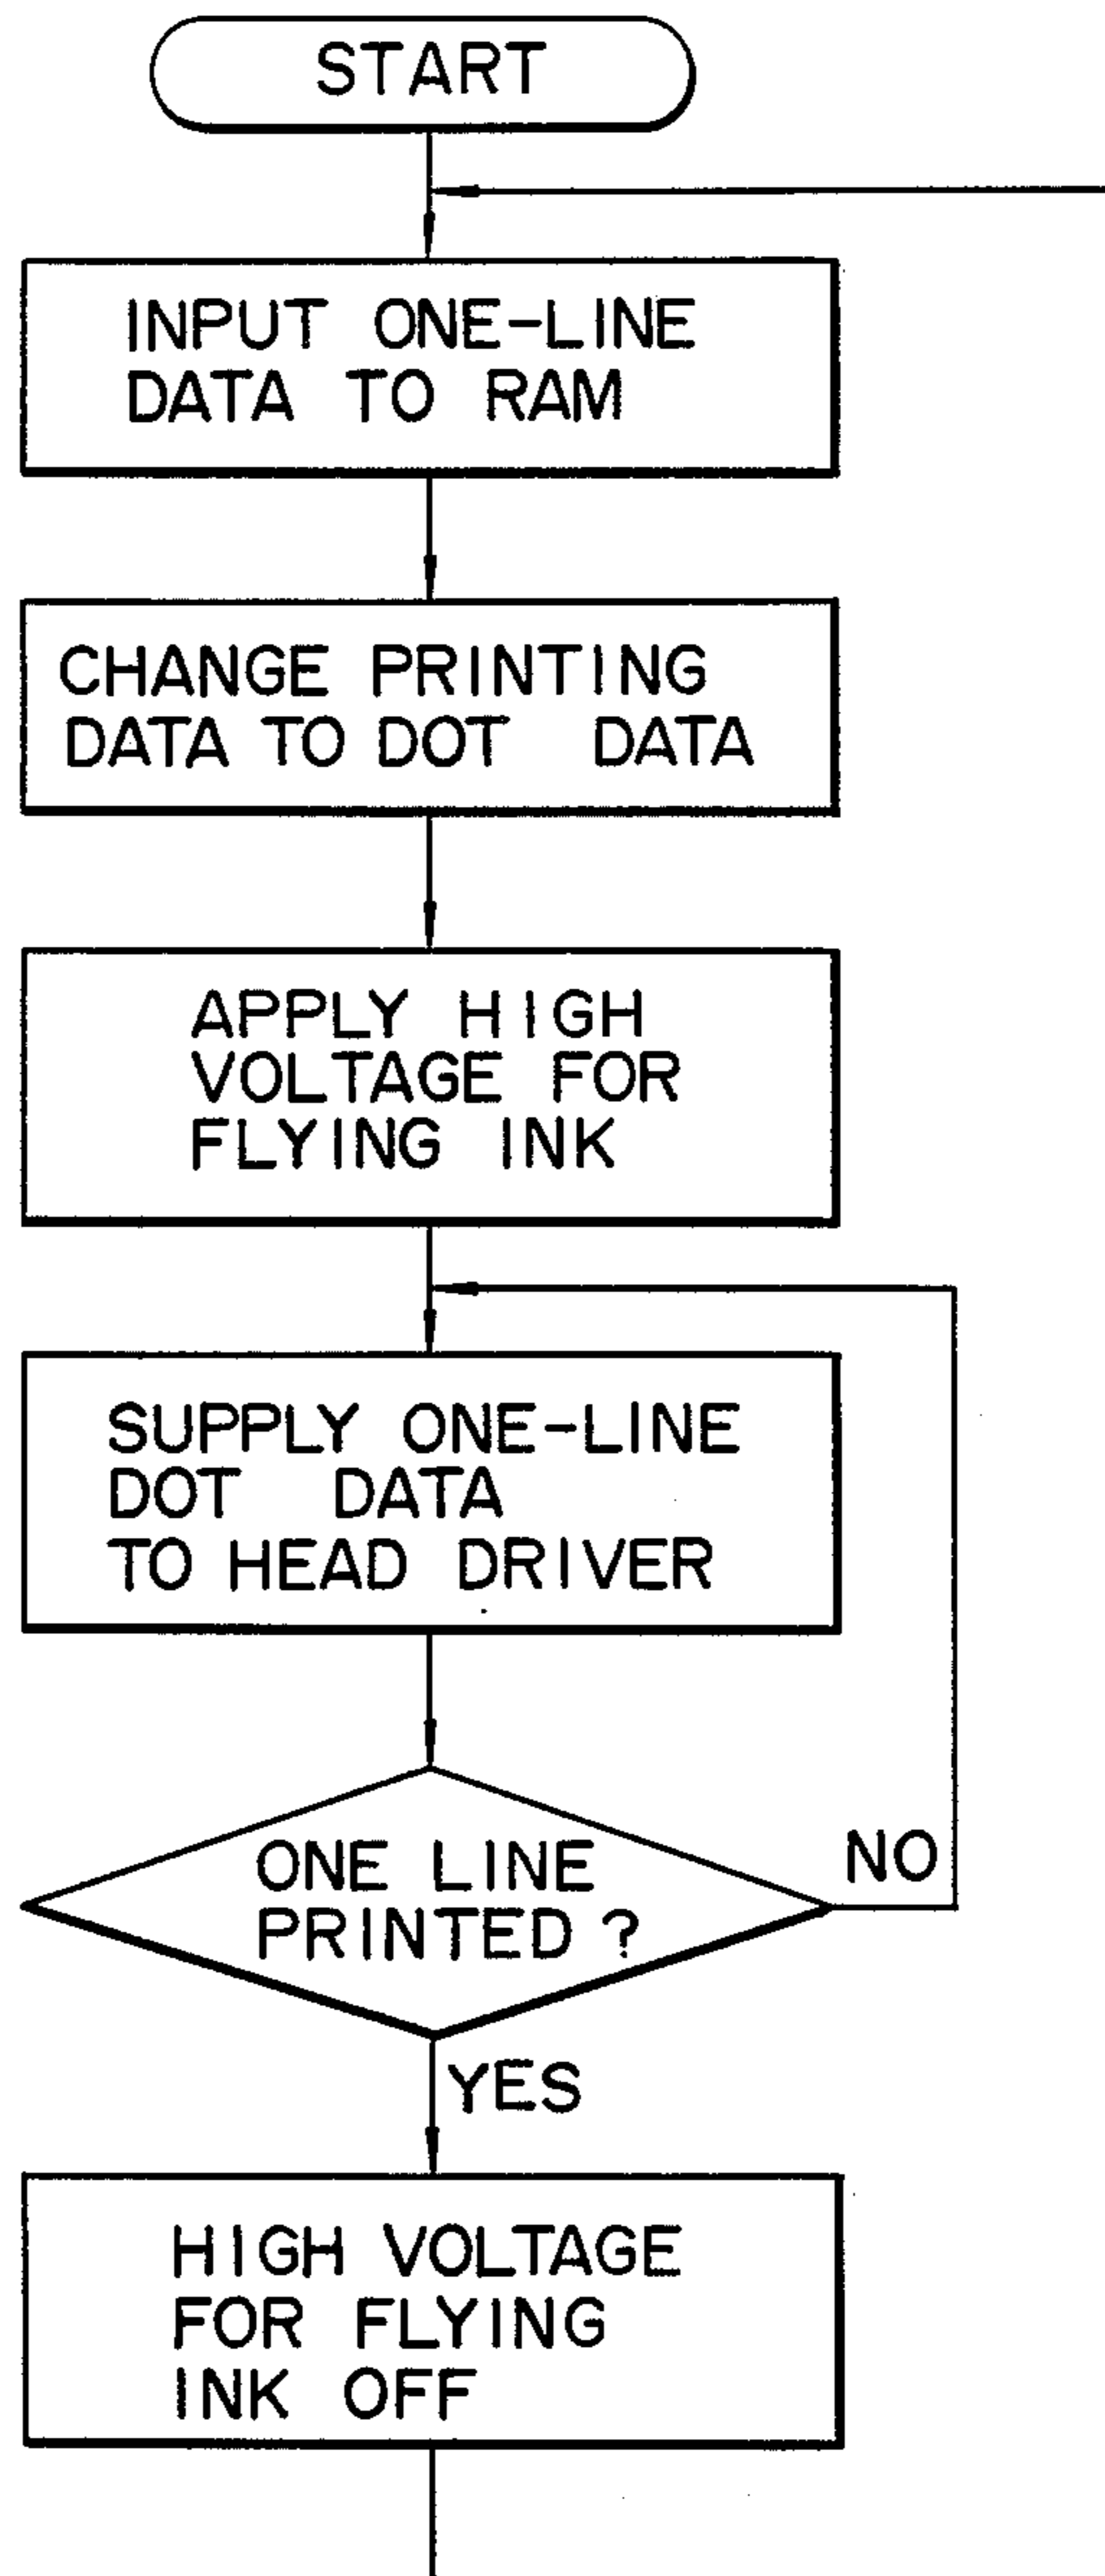 START
INPUT ONE-LINE
DATA TO RAM
CHANGE PRINTING
DATA TO DOT DATA
APPLY HIGH
VOLTAGE FOR
FLYING INK
SUPPLY ONE-LINE
DOT DATA
TO HEAD DRIVER
ONE LINE
PRINTED ?
NO
YES
HIGH VOLTAGE
FOR FLYING
INK OFF